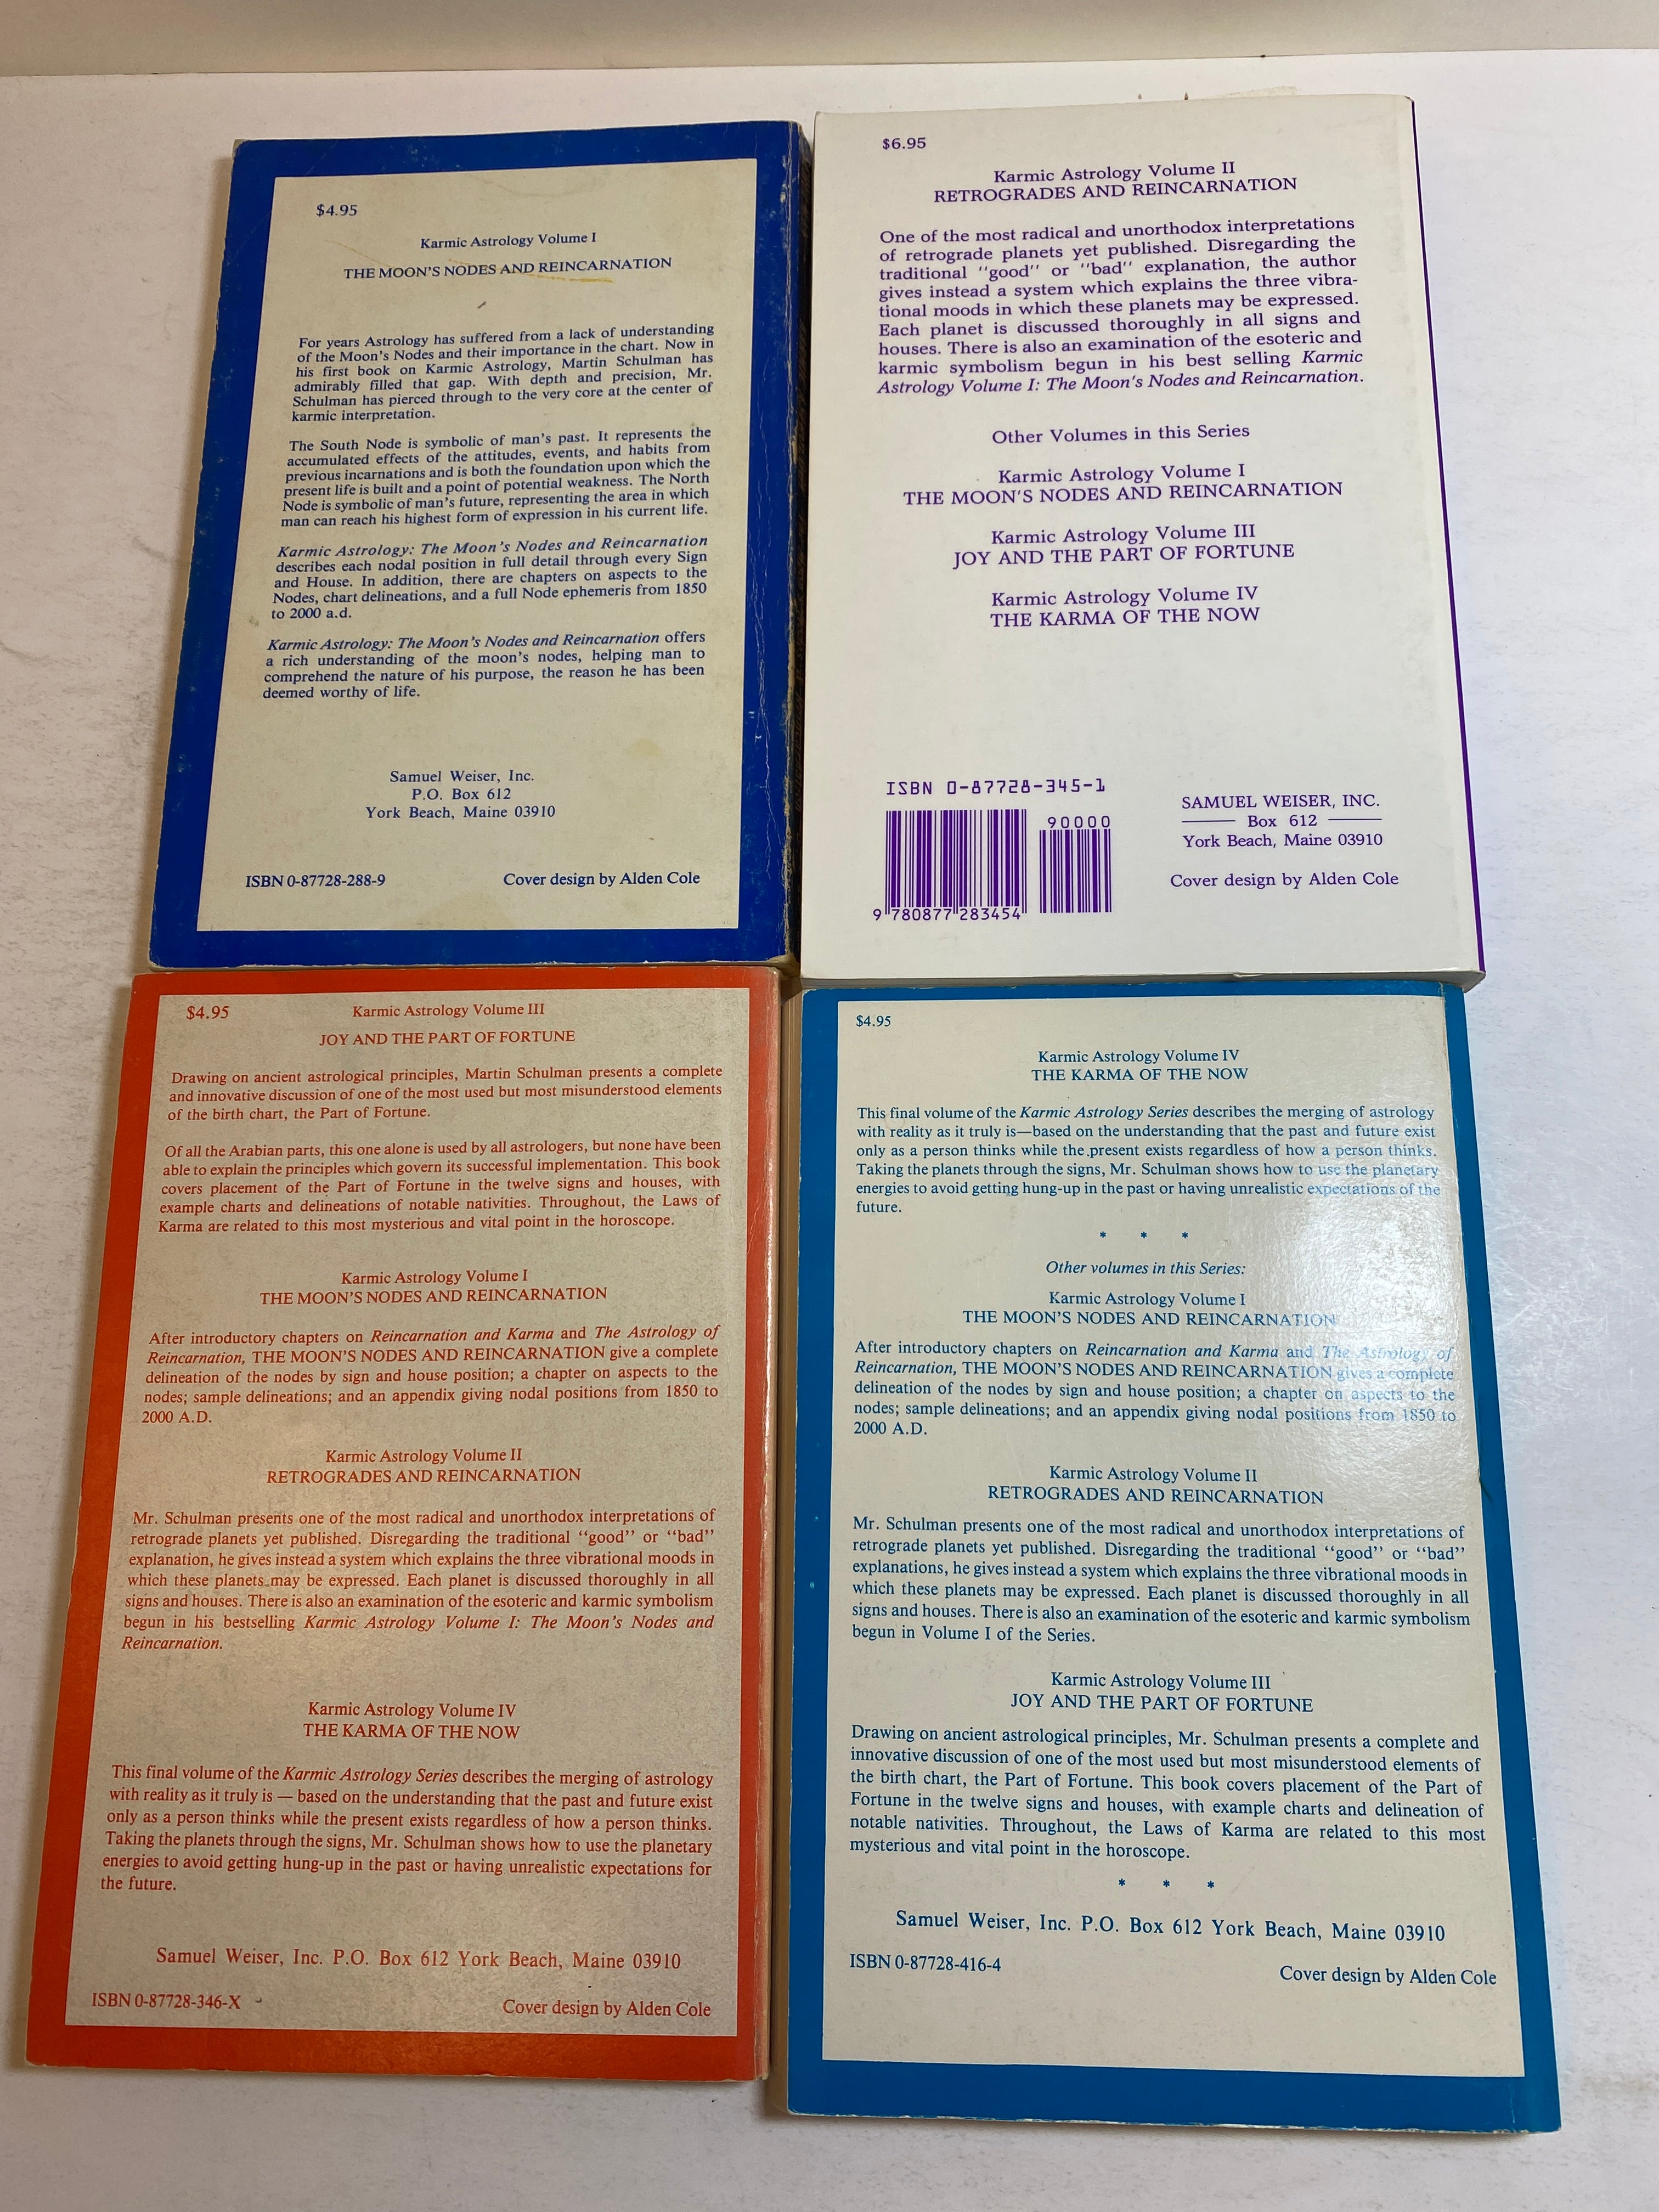 $4.95
Karmic Astrology Volume I
THE MOON'S NODES AND REINCARNATION
For years Astrology has suffered from a lack of understanding
of the Moon's Nodes and their importance in the chart. Now in
his first book on Karmic Astrology, Martin Schulman has
admirably filled that gap. With depth and precision, Mr.
Schulman has pierced through to the very core at the center of
karmic interpretation.
The South Node is symbolic of man's past. It represents the
accumulated effects of the attitudes, events, and habits from
previous incarnations and is both the foundation upon which the
present life is built and a point of potential weakness. The North
Node is symbolic of man's future, representing the area in which
man can reach his highest form of expression in his current life.
Karmic Astrology: The Moon's Nodes and Reincarnation
describes each nodal position in full detail through every Sign
and House. In addition, there are chapters on aspects to the
Nodes, chart delineations, and a full Node ephemeris from 1850
to 2000 a.d.
Karmic Astrology: The Moon's Nodes and Reincarnation offers
a rich understanding of the moon's nodes, helping man to
comprehend the nature of his purpose, the reason he has been
deemed worthy of life.
Samuel Weiser, Inc.
P.O. Box 612
York Beach, Maine 03910
ISBN 0-87728-288-9 Cover design by Alden Cole
$6.95
Karmic Astrology Volume II
RETROGRADES AND REINCARNATION
One of the most radical and unorthodox interpretations
of retrograde planets yet published. Disregarding the
traditional "good" or "bad" explanation, the author
gives instead a system which explains the three vibra-
tional moods in which these planets may be expressed.
Each planet is discussed thoroughly in all signs and
houses. There is also an examination of the esoteric and
karmic symbolism begun in his best selling Karmic
Astrology Volume I: The Moon's Nodes and Reincarnation.
Other Volumes in this Series
Karmic Astrology Volume I
THE MOON'S NODES AND REINCARNATION
Karmic Astrology Volume III
JOY AND THE PART OF FORTUNE
Karmic Astrology Volume IV
THE KARMA OF THE NOW
ISBN 0-87728-345-1
90000
9 780877 283454
SAMUEL WEISER, INC.
Box 612
York Beach, Maine 03910
Cover design by Alden Cole
$4.95 Karmic Astrology Volume III
JOY AND THE PART OF FORTUNE
Drawing on ancient astrological principles, Martin Schulman presents a complete
and innovative discussion of one of the most used but most misunderstood elements
of the birth chart, the Part of Fortune.
Of all the Arabian parts, this one alone is used by all astrologers, but none have been
able to explain the principles which govern its successful implementation. This book
covers placement of the Part of Fortune in the twelve signs and houses, with
example charts and delineations of notable nativities. Throughout, the Laws of
Karma are related to this most mysterious and vital point in the horoscope.
Karmic Astrology Volume I
THE MOON'S NODES AND REINCARNATION
After introductory chapters on Reincarnation and Karma and The Astrology of
Reincarnation, THE MOON'S NODES AND REINCARNATION give a complete
delineation of the nodes by sign and house position; a chapter on aspects to the
nodes; sample delineations; and an appendix giving nodal positions from 1850 to
2000 A.D.
Karmic Astrology Volume II
RETROGRADES AND REINCARNATION
Mr. Schulman presents one of the most radical and unorthodox interpretations of
retrograde planets yet published. Disregarding the traditional "good" or "bad"
explanation, he gives instead a system which explains the three vibrational moods in
which these planets may be expressed. Each planet is discussed thoroughly in all
signs and houses. There is also an examination of the esoteric and karmic symbolism
begun in his bestselling Karmic Astrology Volume I: The Moon's Nodes and
Reincarnation.
Karmic Astrology Volume IV
THE KARMA OF THE NOW
This final volume of the Karmic Astrology Series describes the merging of astrology
with reality as it truly is — based on the understanding that the past and future exist
only as a person thinks while the present exists regardless of how a person thinks.
Taking the planets through the signs, Mr. Schulman shows how to use the planetary
energies to avoid getting hung-up in the past or having unrealistic expectations for
the future.
Samuel Weiser, Inc. P.O. Box 612 York Beach, Maine 03910
ISBN 0-87728-346-X Cover design by Alden Cole
$4.95
Karmic Astrology Volume IV
THE KARMA OF THE NOW
This final volume of the Karmic Astrology Series describes the merging of astrology
with reality as it truly is—based on the understanding that the past and future exist
only as a person thinks while the present exists regardless of how a person thinks.
Taking the planets through the signs, Mr. Schulman shows how to use the planetary
energies to avoid getting hung-up in the past or having unrealistic expectations of the
future.
* * *
Other volumes in this Series:
Karmic Astrology Volume I
THE MOON'S NODES AND REINCARNATION
After introductory chapters on Reincarnation and Karma and The Astrology of
Reincarnation, THE MOON'S NODES AND REINCARNATION gives a complete
delineation of the nodes by sign and house position; a chapter on aspects to the
nodes; sample delineations; and an appendix giving nodal positions from 1850 to
2000 A.D.
Karmic Astrology Volume II
RETROGRADES AND REINCARNATION
Mr. Schulman presents one of the most radical and unorthodox interpretations of
retrograde planets yet published. Disregarding the traditional "good" or "bad"
explanations, he gives instead a system which explains the three vibrational moods in
which these planets may be expressed. Each planet is discussed thoroughly in all
signs and houses. There is also an examination of the esoteric and karmic symbolism
begun in Volume I of the Series.
Karmic Astrology Volume III
JOY AND THE PART OF FORTUNE
Drawing on ancient astrological principles, Mr. Schulman presents a complete and
innovative discussion of one of the most used but most misunderstood elements of
the birth chart, the Part of Fortune. This book covers placement of the Part of
Fortune in the twelve signs and houses, with example charts and delineation of
notable nativities. Throughout, the Laws of Karma are related to this most
mysterious and vital point in the horoscope.
* * *
Samuel Weiser, Inc. P.O. Box 612 York Beach, Maine 03910
ISBN 0-87728-416-4 Cover design by Alden Cole